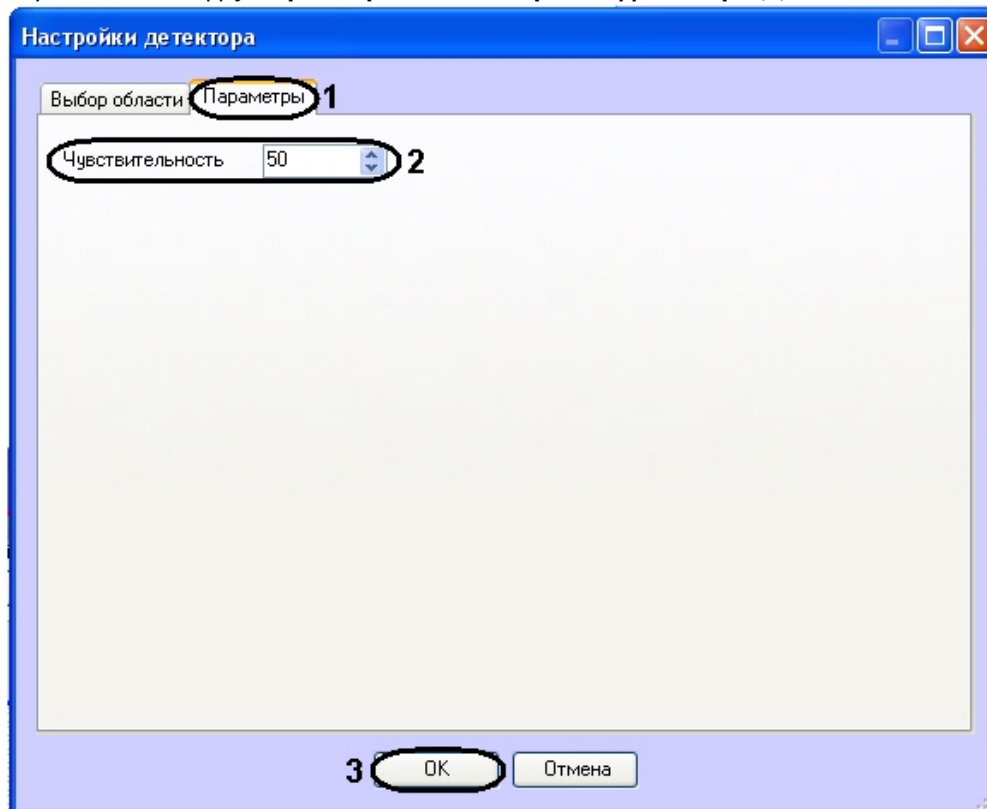 Настройки детектора
Выбор области Параметры 1
Чувствительность 50 2
3 OK Отмена